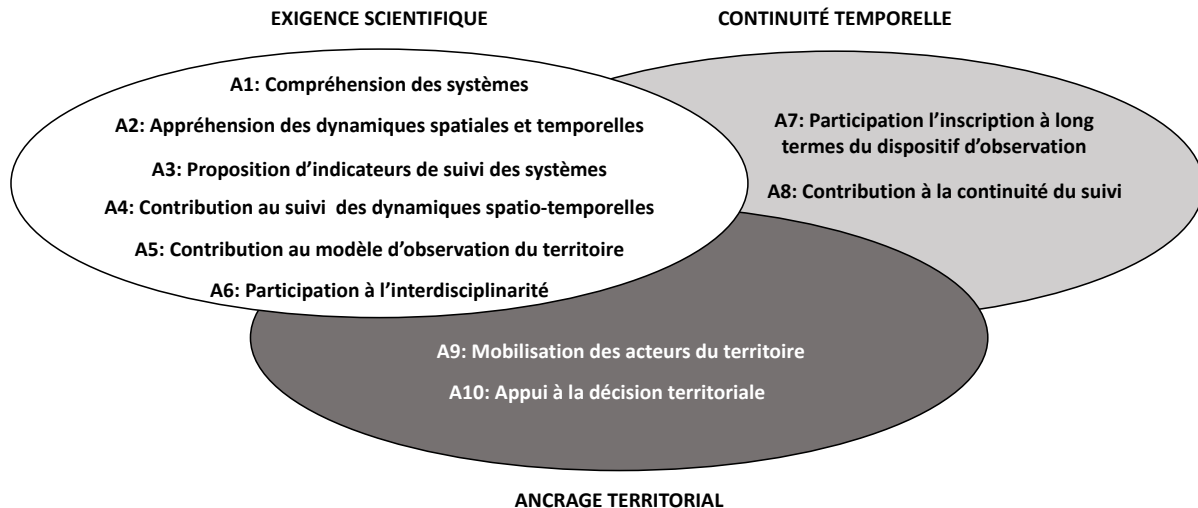 EXIGENCE SCIENTIFIQUE
CONTINUITÉ TEMPORELLE
A1: Compréhension des systèmes
A2: Appréhension des dynamiques spatiales et temporelles
A3: Proposition d’indicateurs de suivi des systèmes
A4: Contribution au suivi des dynamiques spatio-temporelles
A5: Contribution au modèle d’observation du territoire
A6: Participation à l’interdisciplinarité
A7: Participation l’inscription à long
termes du dispositif d’observation
A8: Contribution à la continuité du suivi
A9: Mobilisation des acteurs du territoire
A10: Appui à la décision territoriale
ANCRAGE TERRITORIAL